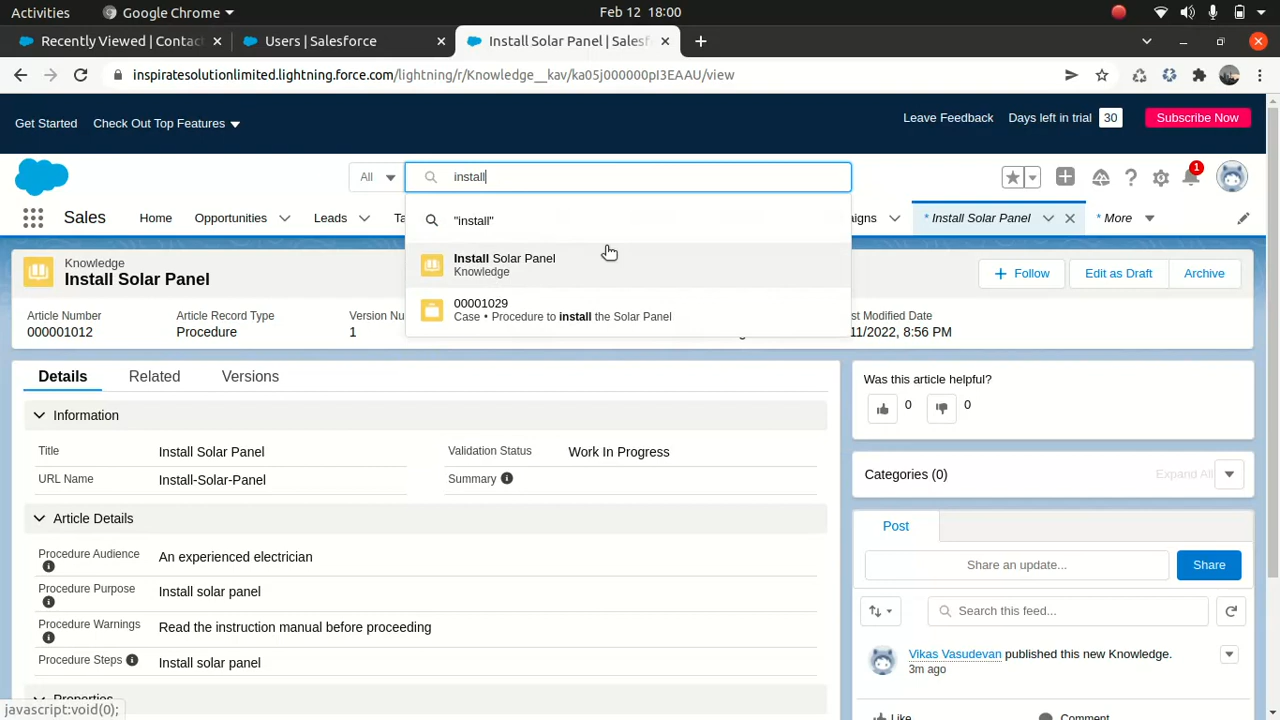 Activities
Google Chrome
Feb 12 18:00
Recently Viewed | Contac
Users | Salesforce
Install Solar Panel | Salesf
inspiratesolutionlimited.lightning.force.com/lightning/r/Knowledge__kav/ka05j000000pI3EAAU/view
Get Started
Check Out Top Features
Leave Feedback
Days left in trial 30
Subscribe Now
All
install
1
Sales
Home
Opportunities
Leads
Ta
"install"
aigns
* Install Solar Panel
* More
Install Solar Panel
Knowledge
00001029
Case • Procedure to install the Solar Panel
Knowledge
Install Solar Panel
Follow
Edit as Draft
Archive
Article Number
000001012
Article Record Type
Procedure
Version Nu
1
st Modified Date
11/2022, 8:56 PM
Details
Related
Versions
Information
Title
Install Solar Panel
Validation Status
Work In Progress
URL Name
Install-Solar-Panel
Summary
Article Details
Procedure Audience
An experienced electrician
Procedure Purpose
Install solar panel
Procedure Warnings
Read the instruction manual before proceeding
Procedure Steps
Install solar panel
Properties
Was this article helpful?
0
0
Categories (0)
Expand All
Post
Share an update...
Share
Search this feed...
Vikas Vasudevan published this new Knowledge.
3m ago
Like
Comment
javascript:void(0);